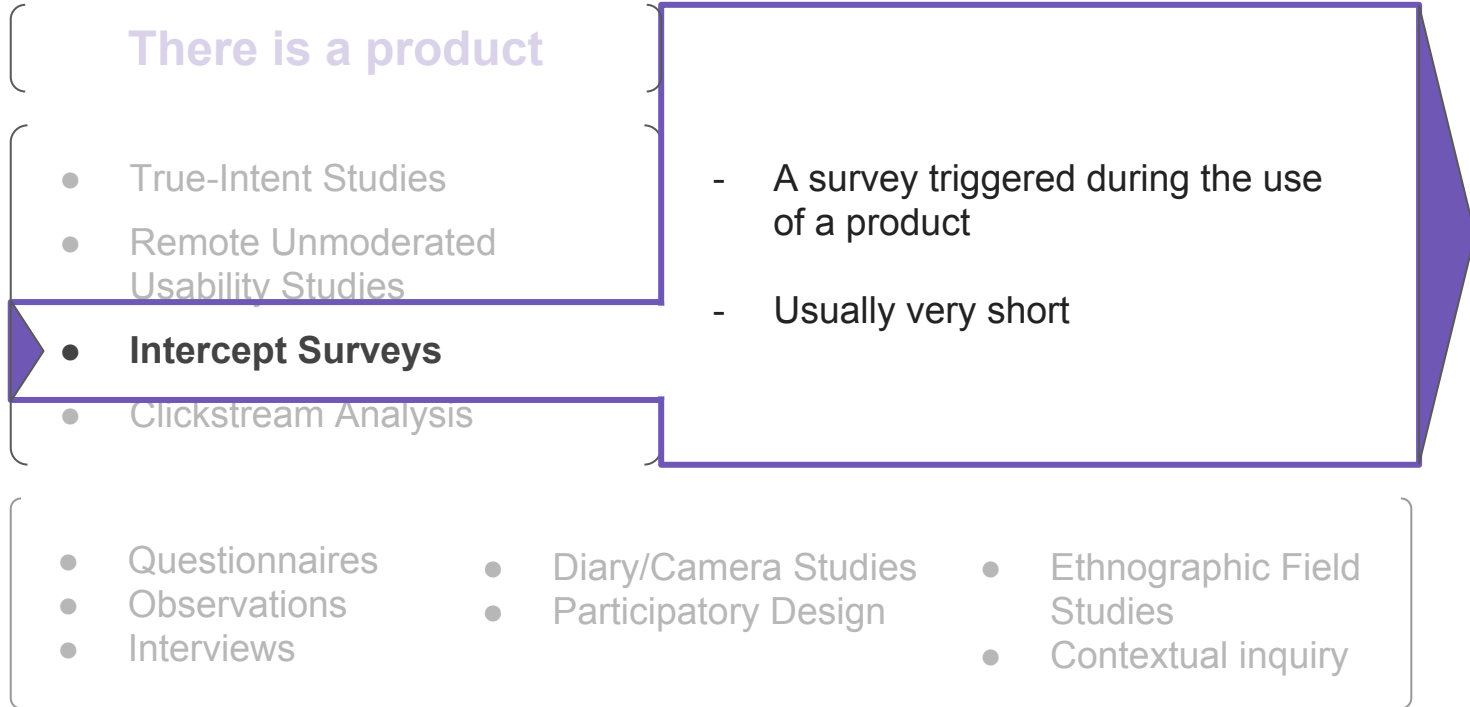 There is a product
● True-Intent Studies
● Remote Unmoderated
Usability Studies
● Intercept Surveys
● Clickstream Analysis
- A survey triggered during the use
of a product
- Usually very short
● Questionnaires
● Observations
● Interviews
● Diary/Camera Studies
● Participatory Design
● Ethnographic Field
Studies
● Contextual inquiry